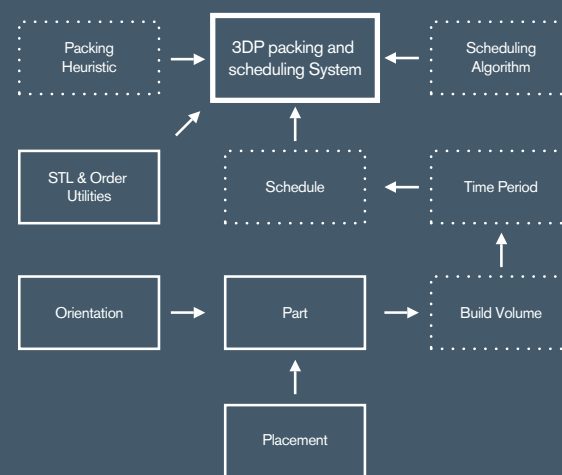 Packing
Heuristic
3DP packing and
scheduling System
Scheduling
Algorithm
STL & Order
Utilities
Schedule
Time Period
Orientation
Part
Build Volume
Placement